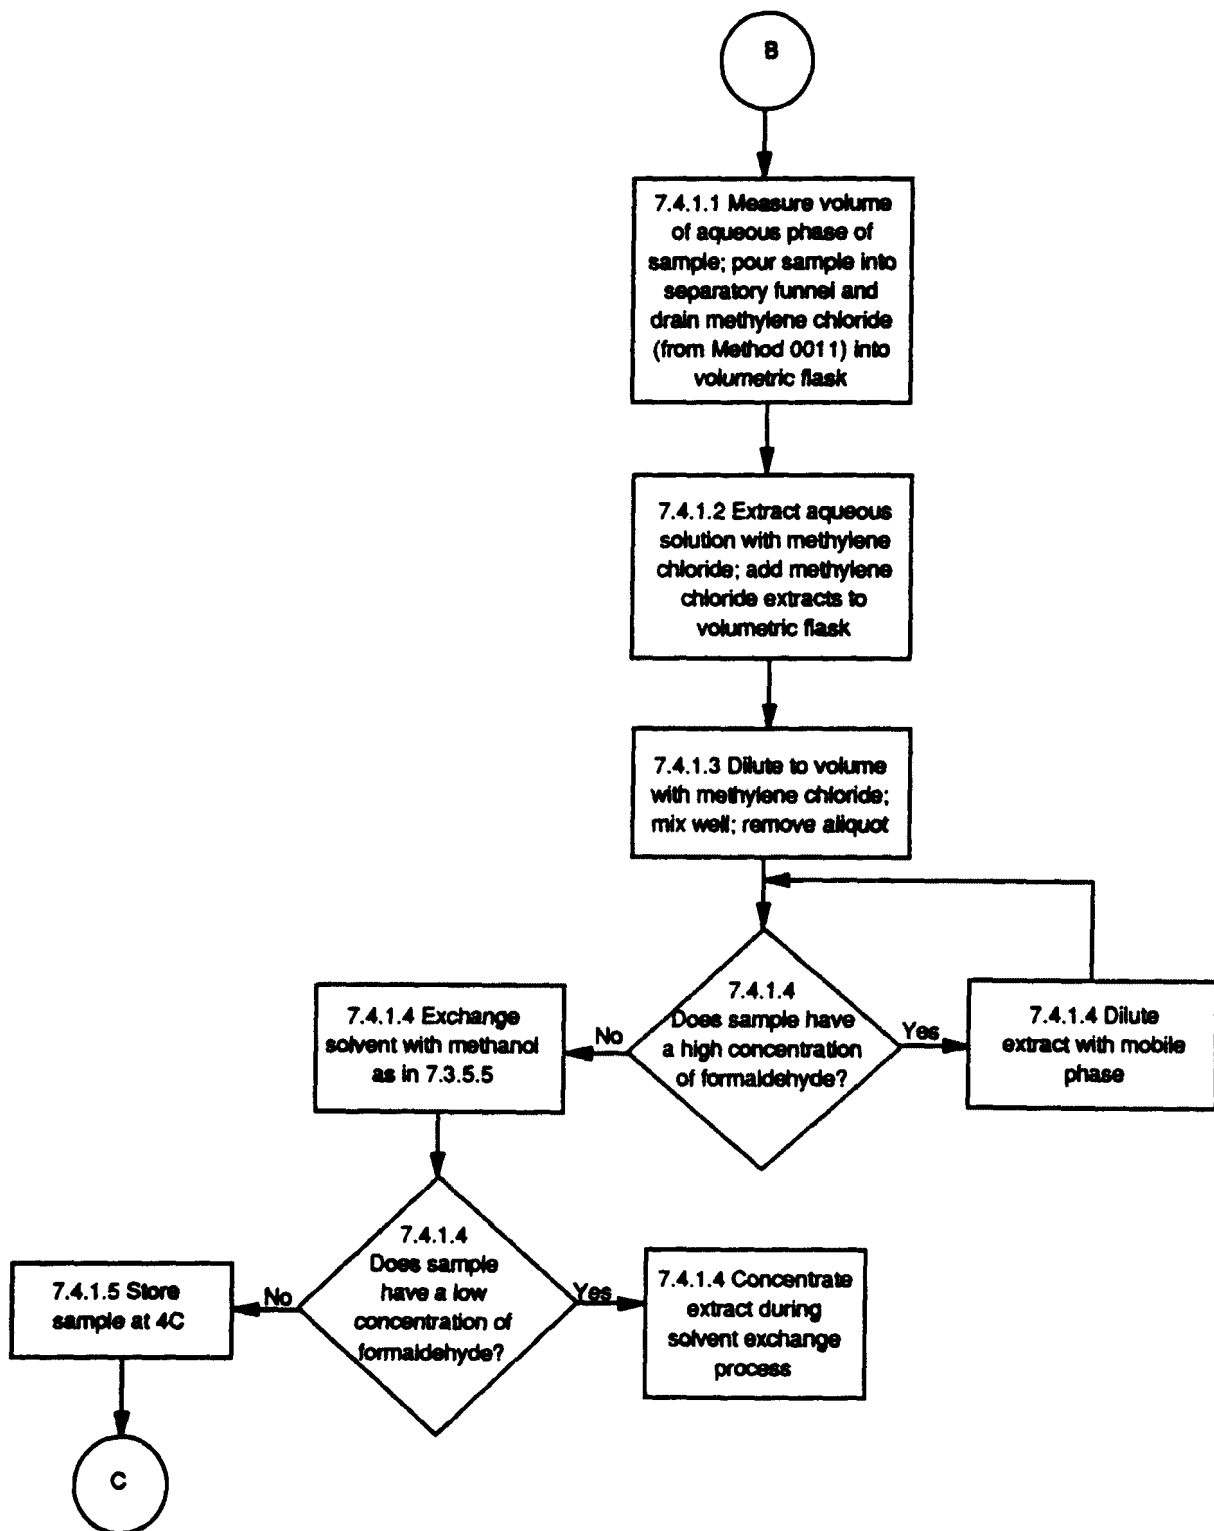 B
7.4.1.1 Measure volume
of aqueous phase of
sample; pour sample into
separatory funnel and
drain methylene chloride
(from Method 0011) into
volumetric flask
7.4.1.2 Extract aqueous
solution with methylene
chloride; add methylene
chloride extracts to
volumetric flask
7.4.1.3 Dilute to volume
with methylene chloride;
mix well; remove aliquot
7.4.1.4
Does sample have
a high concentration
of formaldehyde?
Yes
7.4.1.4 Dilute
extract with mobile
phase
No
7.4.1.4 Exchange
solvent with methanol
as in 7.3.5.5
7.4.1.4
Does sample
have a low
concentration of
formaldehyde?
Yes
7.4.1.4 Concentrate
extract during
solvent exchange
process
No
7.4.1.5 Store
sample at 4C
C